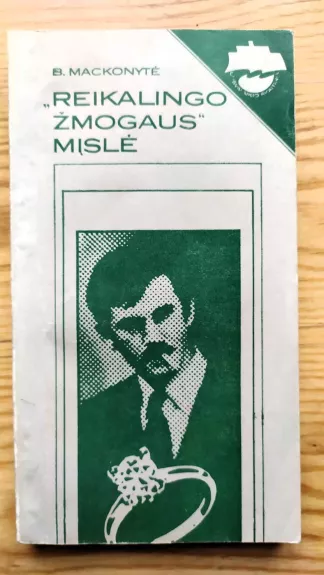 B. MACKONYTĖ
„REIKALINGO
ŽMOGAUS“
MĮSLĖ